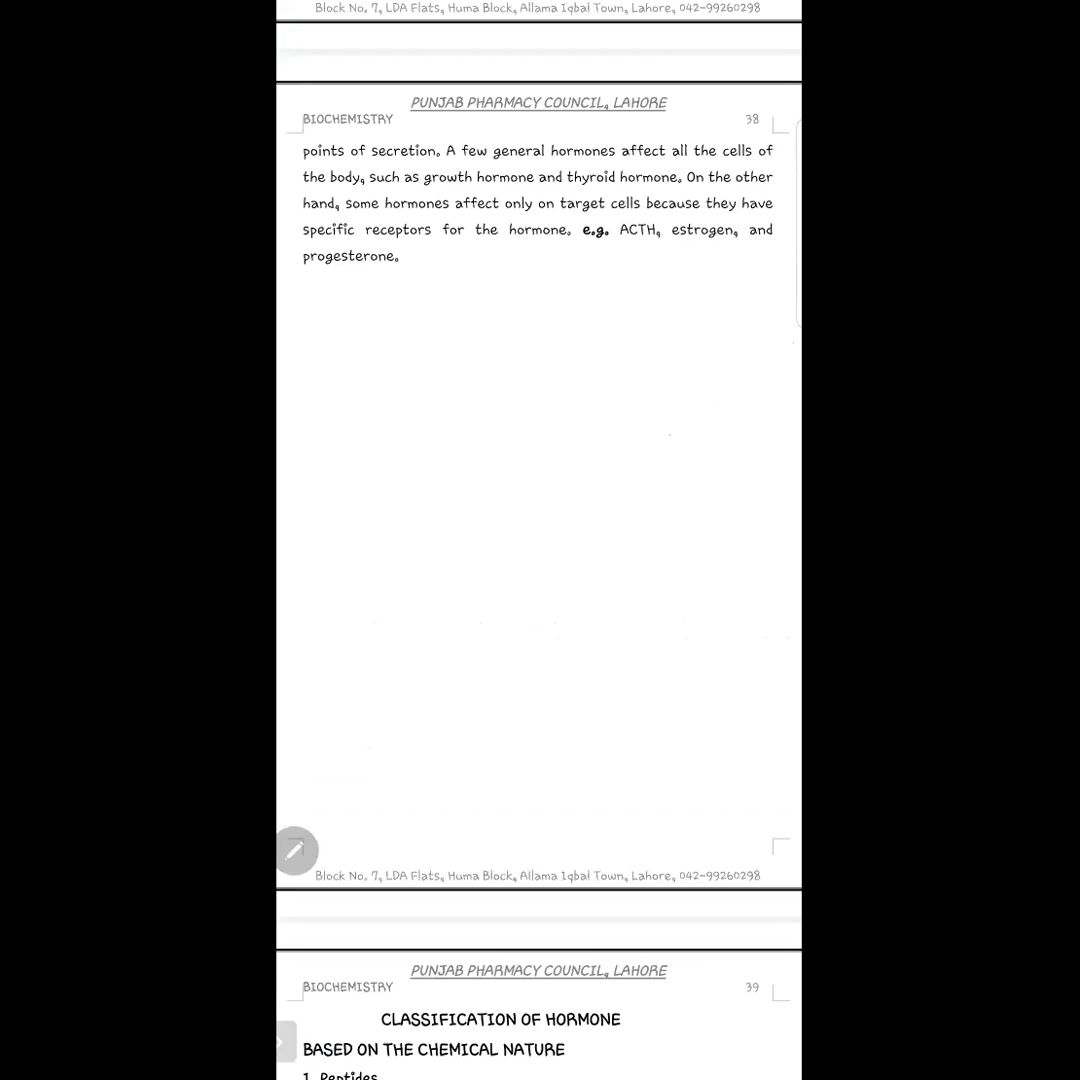 Block No. 7, LDA Flats, Huma Block, Allama Iqbal Town, Lahore, 042-99260298
PUNJAB PHARMACY COUNCIL, LAHORE
BIOCHEMISTRY 38
points of secretion. A few general hormones affect all the cells of
the body, such as growth hormone and thyroid hormone. On the other
hand, some hormones affect only on target cells because they have
specific receptors for the hormone. e.g. ACTH, estrogen, and
progesterone.
Block No. 7, LDA Flats, Huma Block, Allama Iqbal Town, Lahore, 042-99260298
PUNJAB PHARMACY COUNCIL, LAHORE
BIOCHEMISTRY 39
CLASSIFICATION OF HORMONE
BASED ON THE CHEMICAL NATURE
1. Peptides